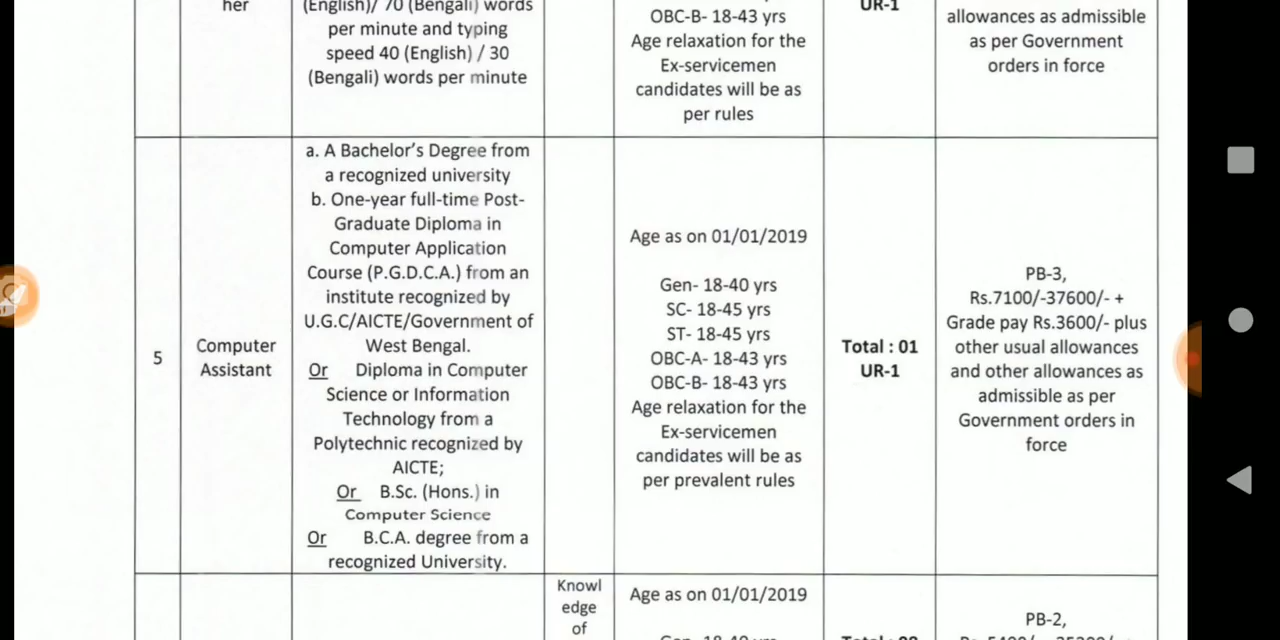 her
(English)/ 70 (Bengali) words
per minute and typing
speed 40 (English) / 30
(Bengali) words per minute
OBC-B- 18-43 yrs
Age relaxation for the
Ex-servicemen
candidates will be as
per rules
UR-1
allowances as admissible
as per Government
orders in force
5
Computer
Assistant
a. A Bachelor's Degree from
a recognized university
b. One-year full-time Post-
Graduate Diploma in
Computer Application
Course (P.G.D.C.A.) from an
institute recognized by
U.G.C/AICTE/Government of
West Bengal.
Or Diploma in Computer
Science or Information
Technology from a
Polytechnic recognized by
AICTE;
Or B.Sc. (Hons.) in
Computer Science
Or B.C.A. degree from a
recognized University.
Age as on 01/01/2019
Gen- 18-40 yrs
SC- 18-45 yrs
ST- 18-45 yrs
OBC-A- 18-43 yrs
OBC-B- 18-43 yrs
Age relaxation for the
Ex-servicemen
candidates will be as
per prevalent rules
Total : 01
UR-1
PB-3,
Rs.7100/-37600/- +
Grade pay Rs.3600/- plus
other usual allowances
and other allowances as
admissible as per
Government orders in
force
Knowl
edge
of
Age as on 01/01/2019
PB-2,